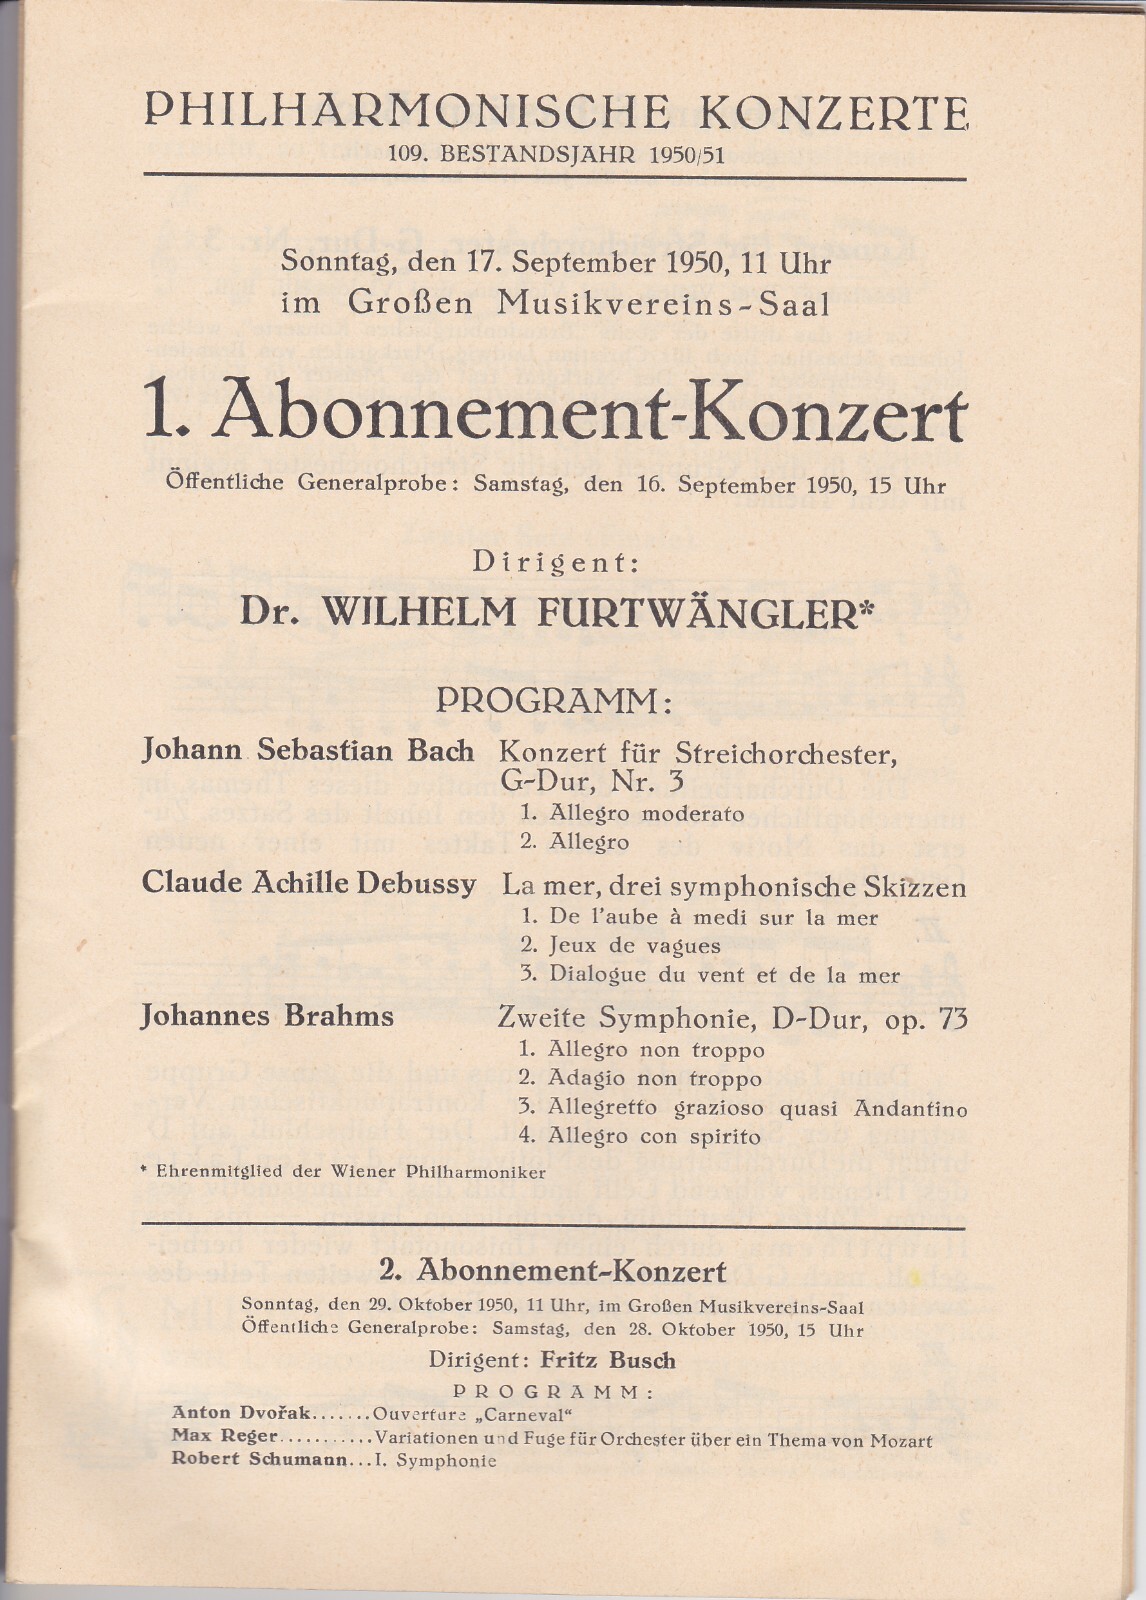 PHILHARMONISCHE KONZERTE
109. BESTANDSJAHR 1950/51
Sonntag, den 17. September 1950, 11 Uhr
im Großen Musikvereins-Saal
1. Abonnement-Konzert
Öffentliche Generalprobe: Samstag, den 16. September 1950, 15 Uhr
Dirigent:
Dr. WILHELM FURTWÄNGLER*
PROGRAMM:
Johann Sebastian Bach Konzert für Streichorchester,
G-Dur, Nr. 3
1. Allegro moderato
2. Allegro
Claude Achille Debussy La mer, drei symphonische Skizzen
1. De l'aube à medi sur la mer
2. Jeux de vagues
3. Dialogue du vent et de la mer
Johannes Brahms Zweite Symphonie, D-Dur, op. 73
1. Allegro non troppo
2. Adagio non troppo
3. Allegretto grazioso quasi Andantino
4. Allegro con spirito
* Ehrenmitglied der Wiener Philharmoniker
2. Abonnement-Konzert
Sonntag, den 29. Oktober 1950, 11 Uhr, im Großen Musikvereins-Saal
Öffentliche Generalprobe: Samstag, den 28. Oktober 1950, 15 Uhr
Dirigent: Fritz Busch
PROGRAMM:
Anton Dvořak.......Ouverture „Carneval“
Max Reger...........Variationen und Fuge für Orchester über ein Thema von Mozart
Robert Schumann...I. Symphonie